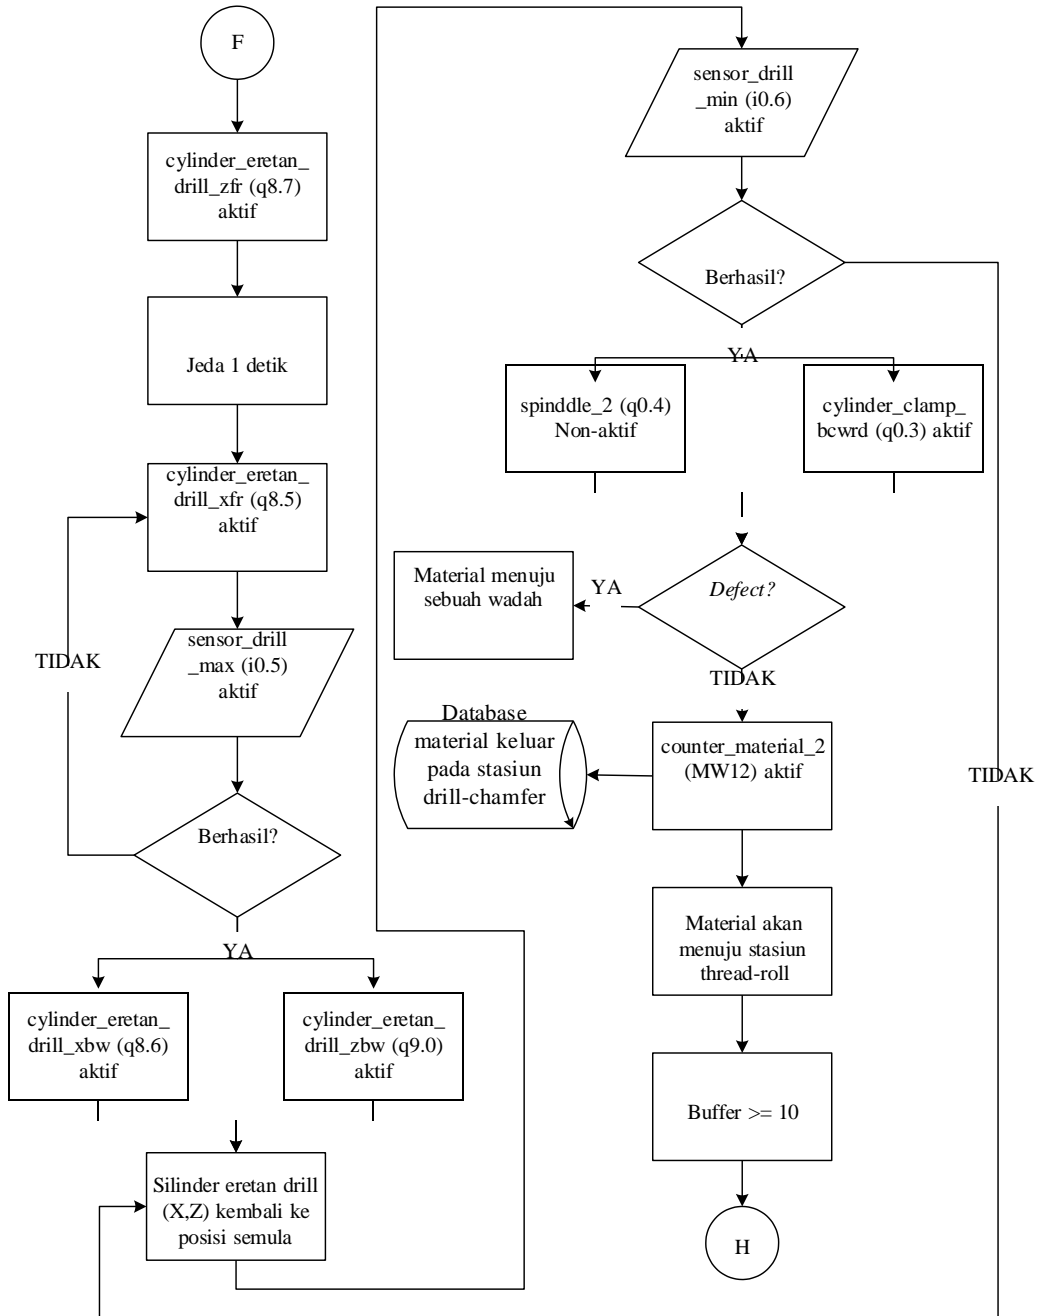 F
cylinder_eretan_
drill_zfr (q8.7)
aktif
Jeda 1 detik
cylinder_eretan_
drill_xfr (q8.5)
aktif
sensor_drill
_max (i0.5)
aktif
TIDAK
Berhasil?
YA
cylinder_eretan_
drill_xbw (q8.6)
aktif
cylinder_eretan_
drill_zbw (q9.0)
aktif
Silinder eretan drill
(X,Z) kembali ke
posisi semula
sensor_drill
_min (i0.6)
aktif
Berhasil?
YA
spinddle_2 (q0.4)
Non-aktif
cylinder_clamp_
bcwrd (q0.3) aktif
Defect?
YA
Material menuju
sebuah wadah
TIDAK
counter_material_2
(MW12) aktif
Database
material keluar
pada stasiun
drill-chamfer
TIDAK
Material akan
menuju stasiun
thread-roll
Buffer >= 10
H